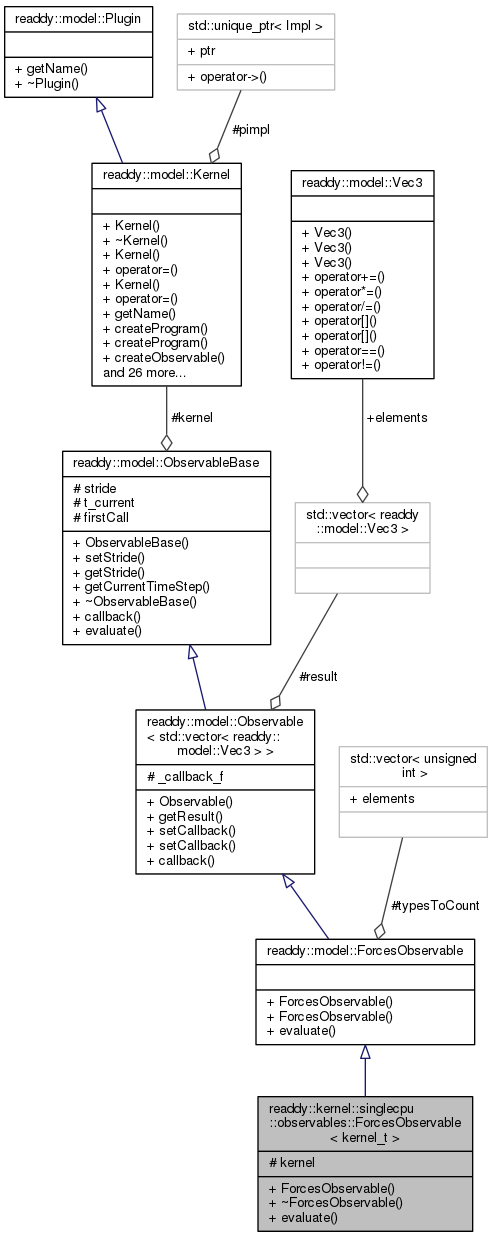 readdy::model::Plugin
+ getName()
+ ~Plugin()
std::unique_ptr< Impl >
+ ptr
+ operator->()
#pimpl
readdy::model::Kernel
+ Kernel()
+ ~Kernel()
+ Kernel()
+ operator=()
+ Kernel()
+ operator=()
+ getName()
+ createProgram()
+ createProgram()
+ createObservable()
and 26 more...
readdy::model::Vec3
+ Vec3()
+ Vec3()
+ Vec3()
+ operator+=()
+ operator*=()
+ operator/=()
+ operator[]()
+ operator[]()
+ operator==()
+ operator!=()
#kernel
+elements
readdy::model::ObservableBase
# stride
# t_current
# firstCall
+ ObservableBase()
+ setStride()
+ getStride()
+ getCurrentTimeStep()
+ ~ObservableBase()
+ callback()
+ evaluate()
std::vector< readdy
::model::Vec3 >
#result
readdy::model::Observable
< std::vector< readdy::
model::Vec3 > >
# _callback_f
+ Observable()
+ getResult()
+ setCallback()
+ setCallback()
+ callback()
std::vector< unsigned
int >
+ elements
#typesToCount
readdy::model::ForcesObservable
+ ForcesObservable()
+ ForcesObservable()
+ evaluate()
readdy::kernel::singlecpu
::observables::ForcesObservable
< kernel_t >
# kernel
+ ForcesObservable()
+ ~ForcesObservable()
+ evaluate()